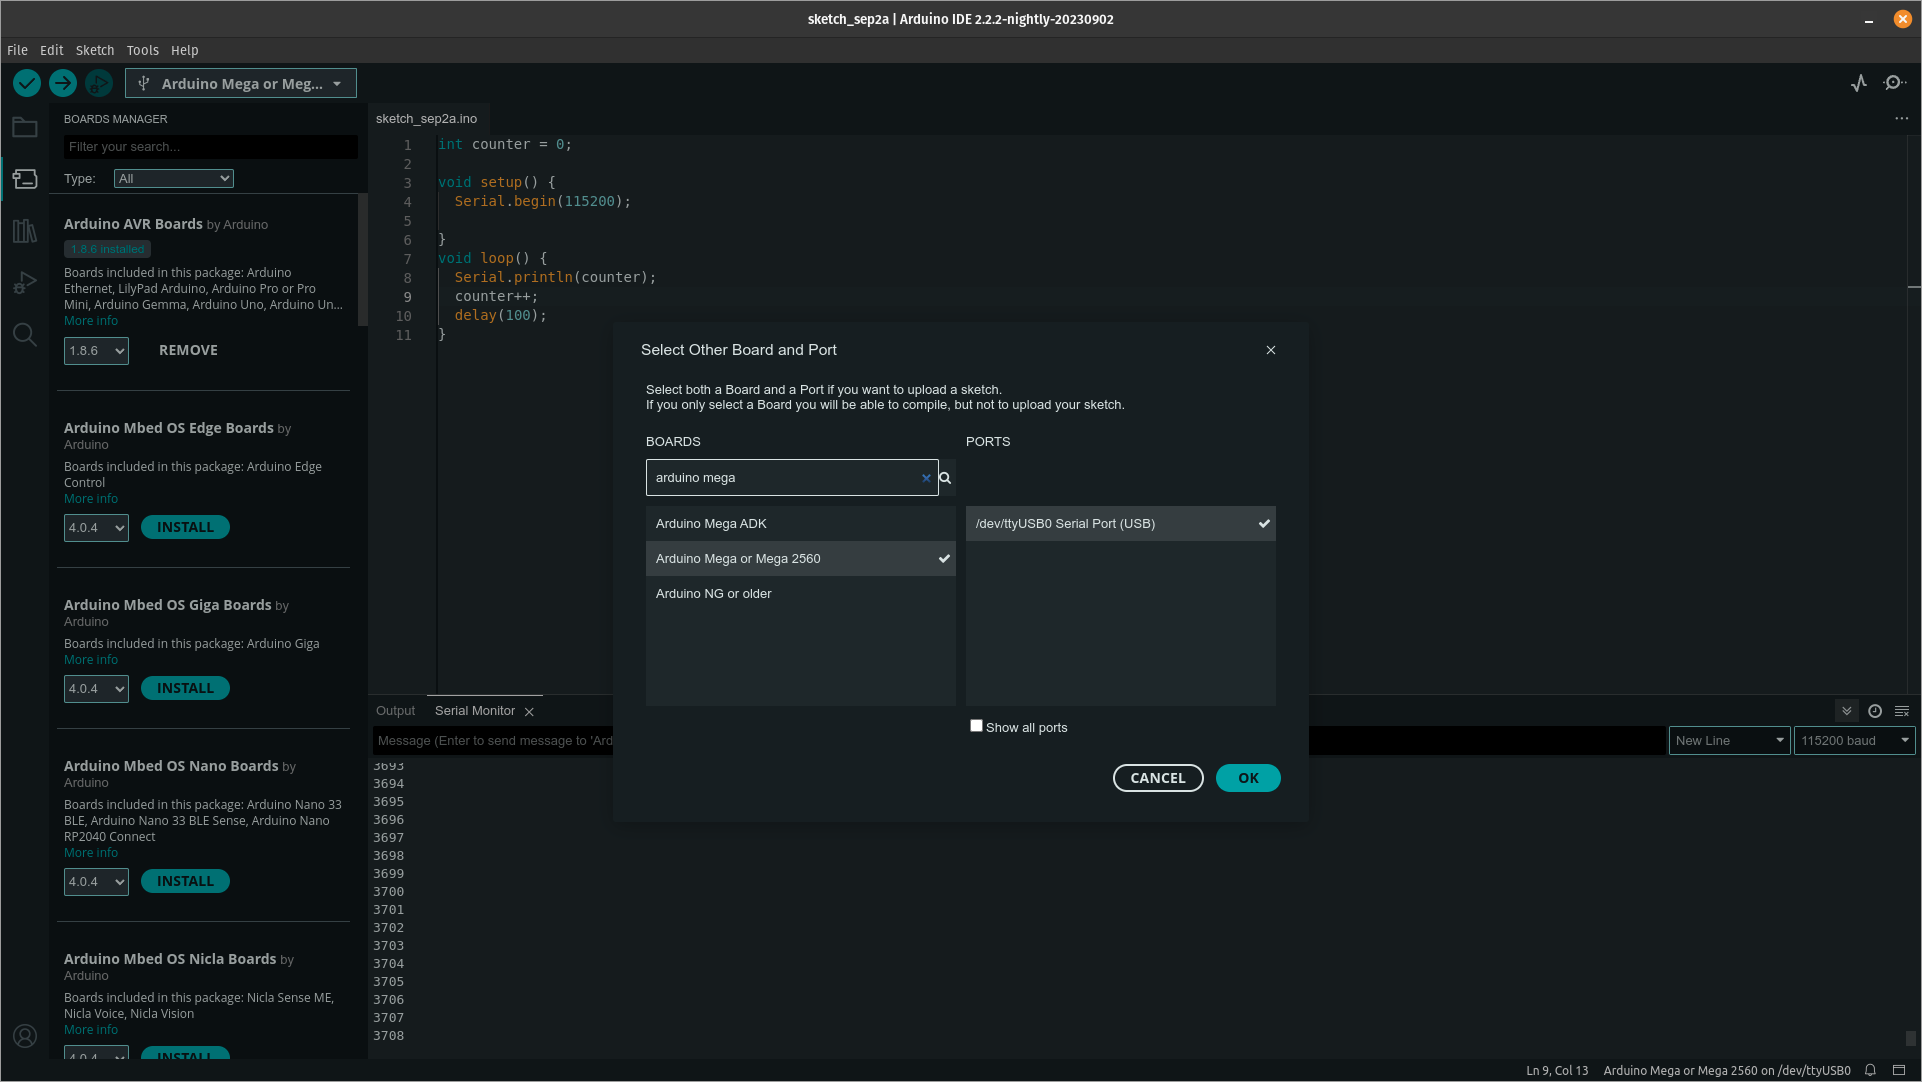 sketch_sep2a | Arduino IDE 2.2.2-nightly-20230902
File Edit Sketch Tools Help
Arduino Mega or Meg...
BOARDS MANAGER
Filter your search...
Type: All
Arduino AVR Boards by Arduino
1.8.6 installed
Boards included in this package: Arduino
Ethernet, LilyPad Arduino, Arduino Pro or Pro
Mini, Arduino Gemma, Arduino Uno, Arduino Un...
More info
1.8.6 REMOVE
Arduino Mbed OS Edge Boards by
Arduino
Boards included in this package: Arduino Edge
Control
More info
4.0.4 INSTALL
Arduino Mbed OS Giga Boards by
Arduino
Boards included in this package: Arduino Giga
More info
4.0.4 INSTALL
Arduino Mbed OS Nano Boards by
Arduino
Boards included in this package: Arduino Nano 33
BLE, Arduino Nano 33 BLE Sense, Arduino Nano
RP2040 Connect
More info
4.0.4 INSTALL
Arduino Mbed OS Nicla Boards by
Arduino
Boards included in this package: Nicla Sense ME,
Nicla Voice, Nicla Vision
More info
4.0.4 INSTALL
sketch_sep2a.ino
...
1 int counter = 0;
2
3 void setup() {
4 Serial.begin(115200);
5
6 }
7 void loop() {
8 Serial.println(counter);
9 counter++;
10 delay(100);
11 }
Select Other Board and Port
Select both a Board and a Port if you want to upload a sketch.
If you only select a Board you will be able to compile, but not to upload your sketch.
BOARDS
arduino mega
Arduino Mega ADK
Arduino Mega or Mega 2560
Arduino NG or older
PORTS
/dev/ttyUSB0 Serial Port (USB)
Show all ports
CANCEL OK
Output Serial Monitor
Message (Enter to send message to 'Ard
New Line 115200 baud
3693
3694
3695
3696
3697
3698
3699
3700
3701
3702
3703
3704
3705
3706
3707
3708
Ln 9, Col 13 Arduino Mega or Mega 2560 on /dev/ttyUSB0